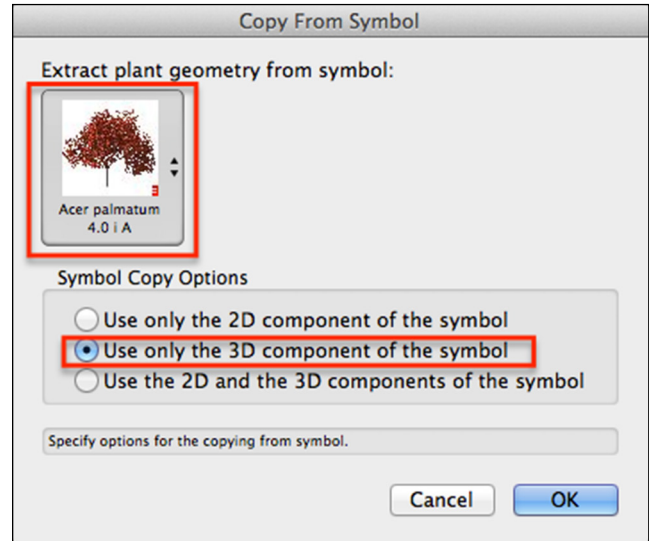 Copy From Symbol
Extract plant geometry from symbol:
Acer palmatum
4.0 i A
Symbol Copy Options
Use only the 2D component of the symbol
Use only the 3D component of the symbol
Use the 2D and the 3D components of the symbol
Specify options for the copying from symbol.
Cancel OK